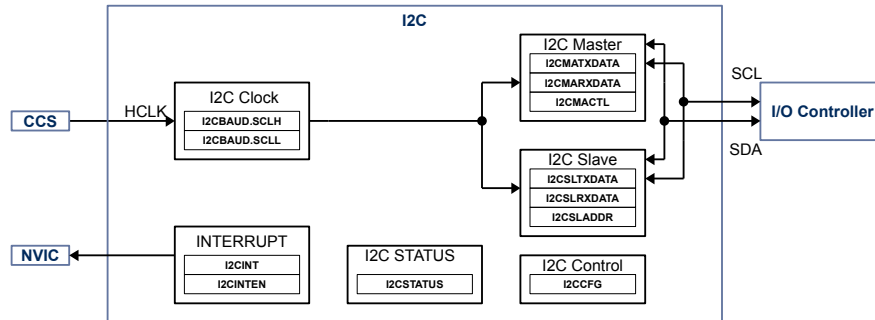 I2C
I2C Master
I2CMATXDATA
I2CMARXDATA
I2CMACTL
SCL
I2C Clock
I2CBAUD.SCLH
I2CBAUD.SCLL
CCS
HCLK
I/O Controller
SDA
I2C Slave
I2CSLTXDATA
I2CSLRXDATA
I2CSLADDR
NVIC
INTERRUPT
I2CINT
I2CINTEN
I2C STATUS
I2CSTATUS
I2C Control
I2CCFG